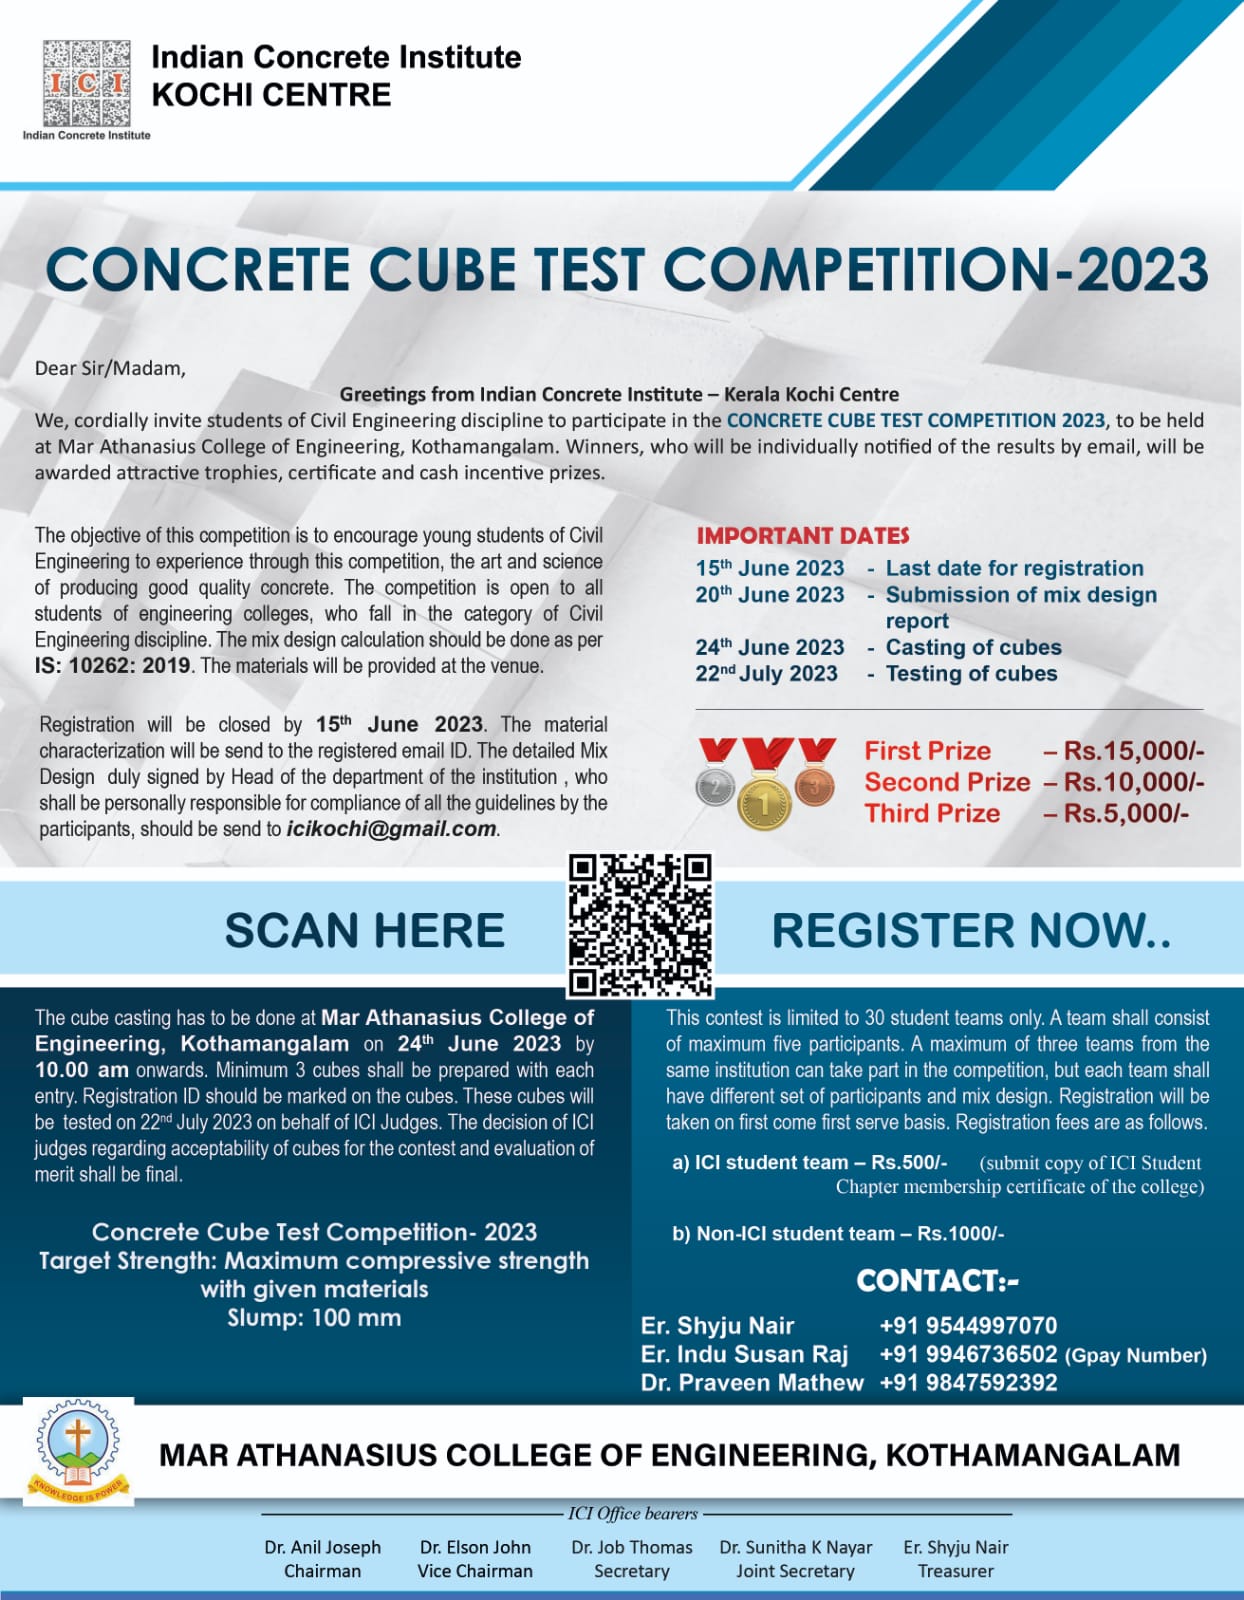 Indian Concrete Institute
KOCHI CENTRE
ICI
Indian Concrete Institute
CONCRETE CUBE TEST COMPETITION-2023
Dear Sir/Madam,
Greetings from Indian Concrete Institute – Kerala Kochi Centre
We, cordially invite students of Civil Engineering discipline to participate in the CONCRETE CUBE TEST COMPETITION 2023, to be held
at Mar Athanasius College of Engineering, Kothamangalam. Winners, who will be individually notified of the results by email, will be
awarded attractive trophies, certificate and cash incentive prizes.
The objective of this competition is to encourage young students of Civil
Engineering to experience through this competition, the art and science
of producing good quality concrete. The competition is open to all
students of engineering colleges, who fall in the category of Civil
Engineering discipline. The mix design calculation should be done as per
IS: 10262: 2019. The materials will be provided at the venue.
Registration will be closed by 15th June 2023. The material
characterization will be send to the registered email ID. The detailed Mix
Design duly signed by Head of the department of the institution , who
shall be personally responsible for compliance of all the guidelines by the
participants, should be send to icikochi@gmail.com.
IMPORTANT DATES
15th June 2023 - Last date for registration
20th June 2023 - Submission of mix design
report
24th June 2023 - Casting of cubes
22nd July 2023 - Testing of cubes
2 1 3
First Prize – Rs.15,000/-
Second Prize – Rs.10,000/-
Third Prize – Rs.5,000/-
SCAN HERE
REGISTER NOW..
The cube casting has to be done at Mar Athanasius College of
Engineering, Kothamangalam on 24th June 2023 by
10.00 am onwards. Minimum 3 cubes shall be prepared with each
entry. Registration ID should be marked on the cubes. These cubes will
be tested on 22nd July 2023 on behalf of ICI Judges. The decision of ICI
judges regarding acceptability of cubes for the contest and evaluation of
merit shall be final.
Concrete Cube Test Competition- 2023
Target Strength: Maximum compressive strength
with given materials
Slump: 100 mm
This contest is limited to 30 student teams only. A team shall consist
of maximum five participants. A maximum of three teams from the
same institution can take part in the competition, but each team shall
have different set of participants and mix design. Registration will be
taken on first come first serve basis. Registration fees are as follows.
a) ICI student team – Rs.500/- (submit copy of ICI Student
Chapter membership certificate of the college)
b) Non-ICI student team – Rs.1000/-
CONTACT:-
Er. Shyju Nair +91 9544997070
Er. Indu Susan Raj +91 9946736502 (Gpay Number)
Dr. Praveen Mathew +91 9847592392
KNOWLEDGE IS POWER
MAR ATHANASIUS COLLEGE OF ENGINEERING, KOTHAMANGALAM
ICI Office bearers
Dr. Anil Joseph Dr. Elson John Dr. Job Thomas Dr. Sunitha K Nayar Er. Shyju Nair
Chairman Vice Chairman Secretary Joint Secretary Treasurer